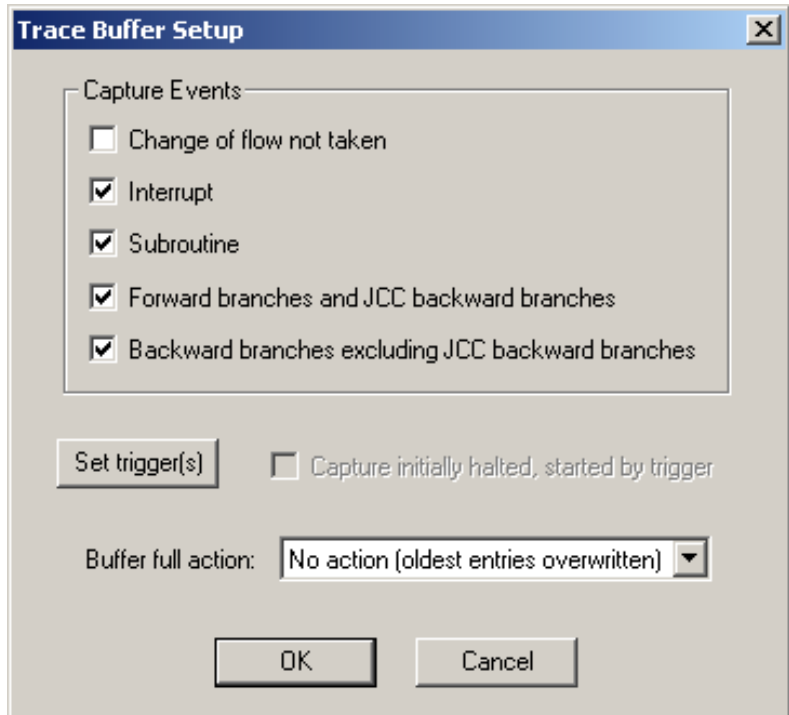 Trace Buffer Setup
Capture Events
Change of flow not taken
Interrupt
Subroutine
Forward branches and JCC backward branches
Backward branches excluding JCC backward branches
Set trigger(s)
Capture initially halted, started by trigger
Buffer full action:
No action (oldest entries overwritten)
OK
Cancel